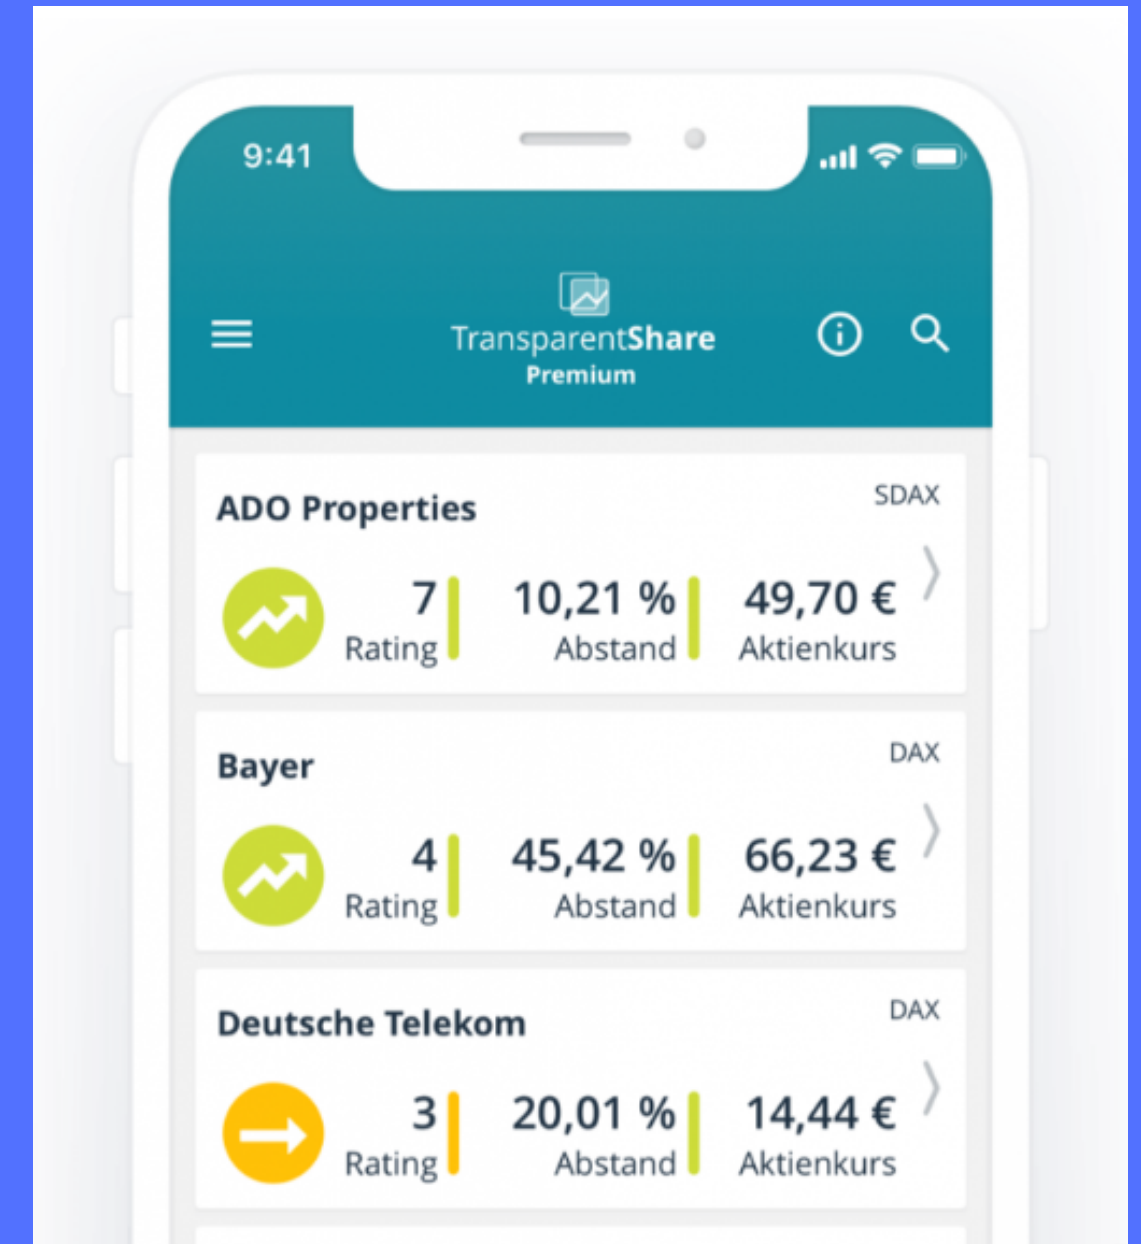 9:41
TransparentShare
Premium
ADO Properties
SDAX
7
10,21 %
49,70 €
Rating
Abstand
Aktienkurs
Bayer
DAX
4
45,42 %
66,23 €
Rating
Abstand
Aktienkurs
Deutsche Telekom
DAX
3
20,01 %
14,44 €
Rating
Abstand
Aktienkurs